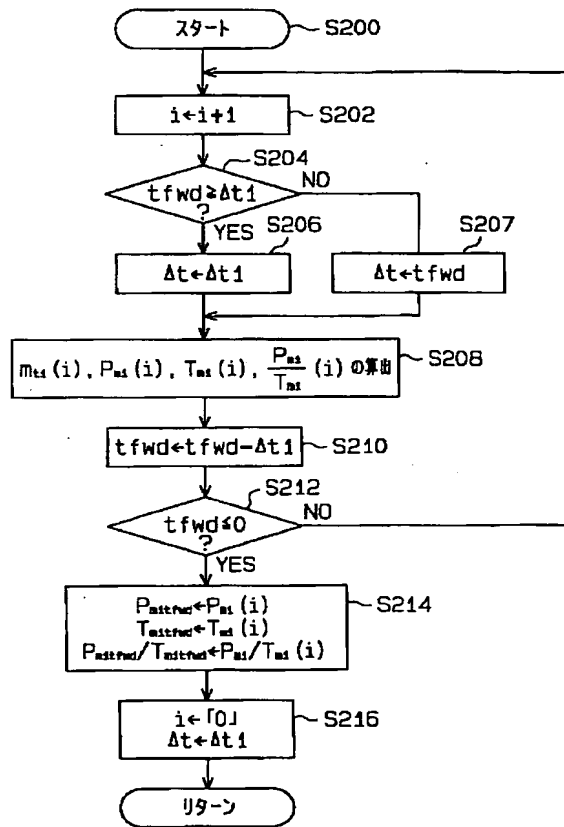 スタート
S200
i←i+1
S202
S204
tfwd≧Δt1
?
NO
YES
S206
Δt←Δt1
S207
Δt←tfwd
S208
mti(i), Pmi(i), Tmi(i), Pmi/Tmi(i)の算出
tfwd←tfwd-Δt1
S210
S212
tfwd≦0
?
NO
YES
Pmitfwd←Pmi(i)
Tmitfwd←Tmi(i)
Pmitfwd/Tmitfwd←Pmi/Tmi(i)
S214
i←「0」
Δt←Δt1
S216
リターン